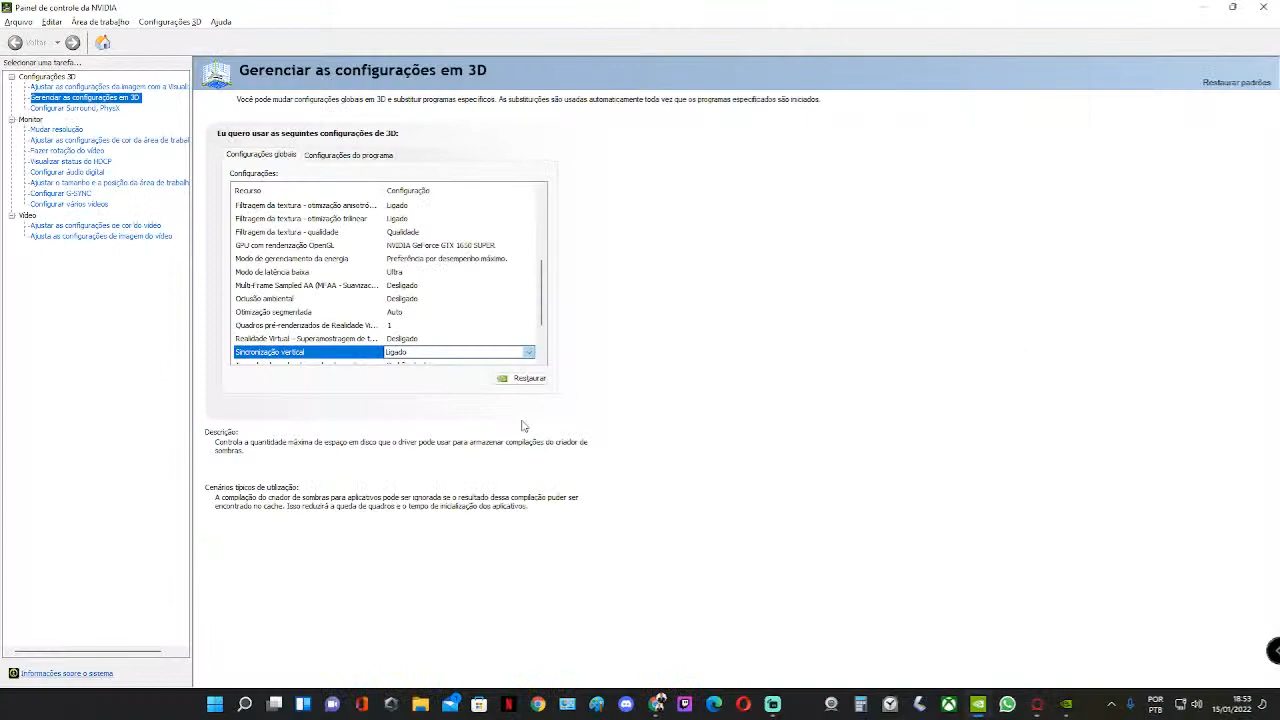 Painel de controle da NVIDIA
Arquivo Editar Área de trabalho Configurações 3D Ajuda
Voltar
Selecionar uma tarefa...
Configurações 3D
Ajustar as configurações da imagem com a Visuali
Gerenciar as configurações em 3D
Configurar Surround, PhysX
Monitor
Mudar resolução
Ajustar as configurações de cor da área de trabal
Fazer rotação do vídeo
Visualizar status do HDCP
Configurar áudio digital
Ajustar o tamanho e a posição da área de trabalh
Configurar G-SYNC
Configurar vários vídeos
Vídeo
Ajustar as configurações de cor do vídeo
Ajusta as configurações de imagem do vídeo
Informações sobre o sistema
Gerenciar as configurações em 3D
Restaurar padrões
Você pode mudar configurações globais em 3D e substituir programas específicos. As substituições são usadas automaticamente toda vez que os programas especificados são iniciados.
Eu quero usar as seguintes configurações de 3D:
Configurações globais Configurações do programa
Configurações:
Recurso Configuração
Filtragem da textura - otimização anisotró... Ligado
Filtragem da textura - otimização trilinear Ligado
Filtragem da textura - qualidade Qualidade
GPU com renderização OpenGL NVIDIA GeForce GTX 1650 SUPER
Modo de gerenciamento da energia Preferência por desempenho máximo.
Modo de latência baixa Ultra
Multi-Frame Sampled AA (MFAA - Suavizaç... Desligado
Oclusão ambiental Desligado
Otimização segmentada Auto
Quadros pré-renderizados de Realidade Vi... 1
Realidade Virtual - Superamostragem de t... Desligado
Sincronização vertical Ligado
Restaurar
Descrição:
Controla a quantidade máxima de espaço em disco que o driver pode usar para armazenar compilações do criador de
sombras.
Cenários típicos de utilização:
A compilação do criador de sombras para aplicativos pode ser ignorada se o resultado dessa compilação puder ser
encontrado no cache. Isso reduzirá a queda de quadros e o tempo de inicialização dos aplicativos.
POR
PTB
18:53
15/01/2022